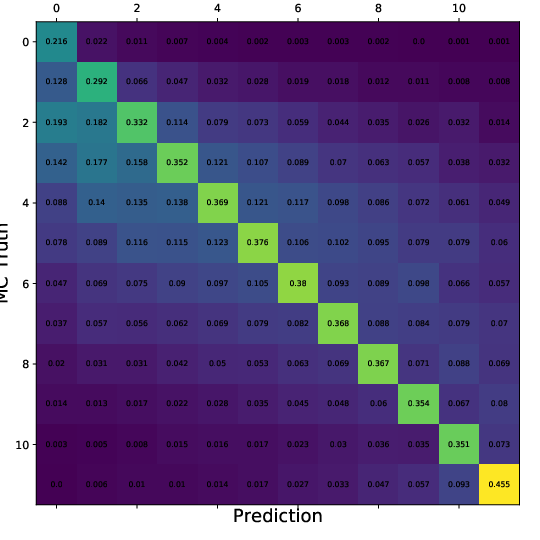 0 2 4 6 8 10
0 0.216 0.022 0.011 0.007 0.004 0.002 0.003 0.003 0.002 0.0 0.001 0.001
0.128 0.292 0.066 0.047 0.032 0.028 0.019 0.018 0.012 0.011 0.008 0.008
2 0.193 0.182 0.332 0.114 0.079 0.073 0.059 0.044 0.035 0.026 0.032 0.014
0.142 0.177 0.158 0.352 0.121 0.107 0.089 0.07 0.063 0.057 0.038 0.032
4 0.088 0.14 0.135 0.138 0.369 0.121 0.117 0.098 0.086 0.072 0.061 0.049
0.078 0.089 0.116 0.115 0.123 0.376 0.106 0.102 0.095 0.079 0.079 0.06
6 0.047 0.069 0.075 0.09 0.097 0.105 0.38 0.093 0.089 0.098 0.066 0.057
0.037 0.057 0.056 0.062 0.069 0.079 0.082 0.368 0.088 0.084 0.079 0.07
8 0.02 0.031 0.031 0.042 0.05 0.053 0.063 0.069 0.367 0.071 0.088 0.069
0.014 0.013 0.017 0.022 0.028 0.035 0.045 0.048 0.06 0.354 0.067 0.08
10 0.003 0.005 0.008 0.015 0.016 0.017 0.023 0.03 0.036 0.035 0.351 0.073
0.0 0.006 0.01 0.01 0.014 0.017 0.027 0.033 0.047 0.057 0.093 0.455
MC Truth
Prediction